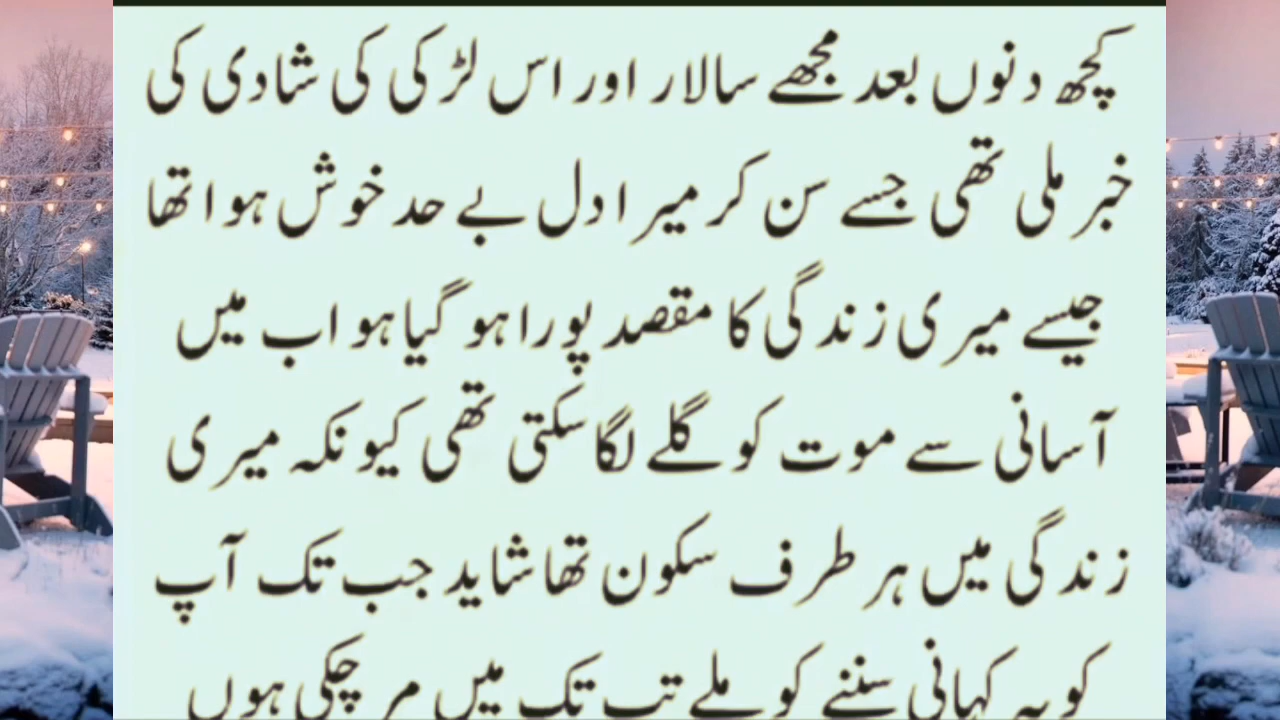 کچھ دنوں بعد مجھے سالار اور اس لڑکی کی شادی کی
خبر ملی تھی جسے سن کر میرا دل بے حد خوش ہوا تھا
جیسے میری زندگی کا مقصد پورا ہو گیا ہو اب میں
آسانی سے موت کو گلے لگا سکتی تھی کیونکہ میری
زندگی میں ہر طرف سکون تھا شاید جب تک آپ
کو یہ کہانی سننے کو ملے تب تک میں مر چکی ہوں